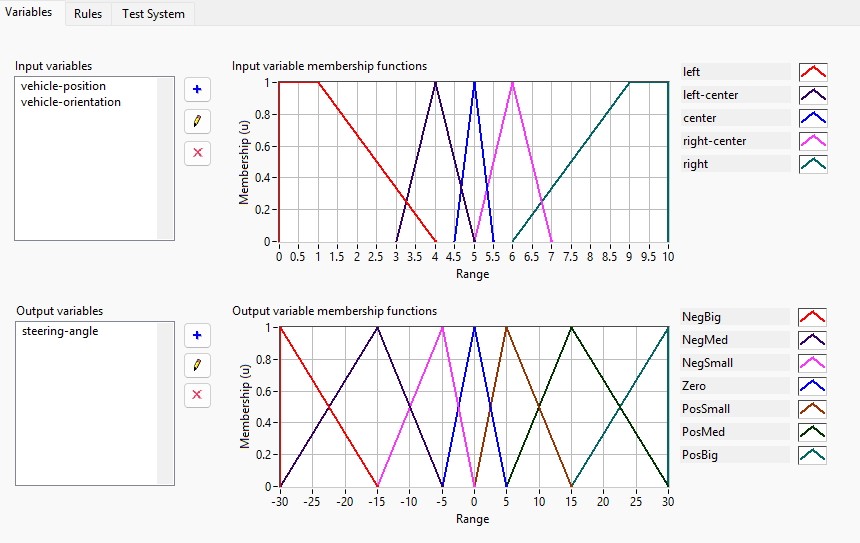 Variables Rules Test System
Input variables
vehicle-position
vehicle-orientation
Input variable membership functions
Membership (u)
1
0.8
0.6
0.4
0.2
0
0 0.5 1 1.5 2 2.5 3 3.5 4 4.5 5 5.5 6 6.5 7 7.5 8 8.5 9 9.5 10
Range
left
left-center
center
right-center
right
Output variables
steering-angle
Output variable membership functions
Membership (u)
1
0.8
0.6
0.4
0.2
0
-30 -25 -20 -15 -10 -5 0 5 10 15 20 25 30
Range
NegBig
NegMed
NegSmall
Zero
PosSmall
PosMed
PosBig